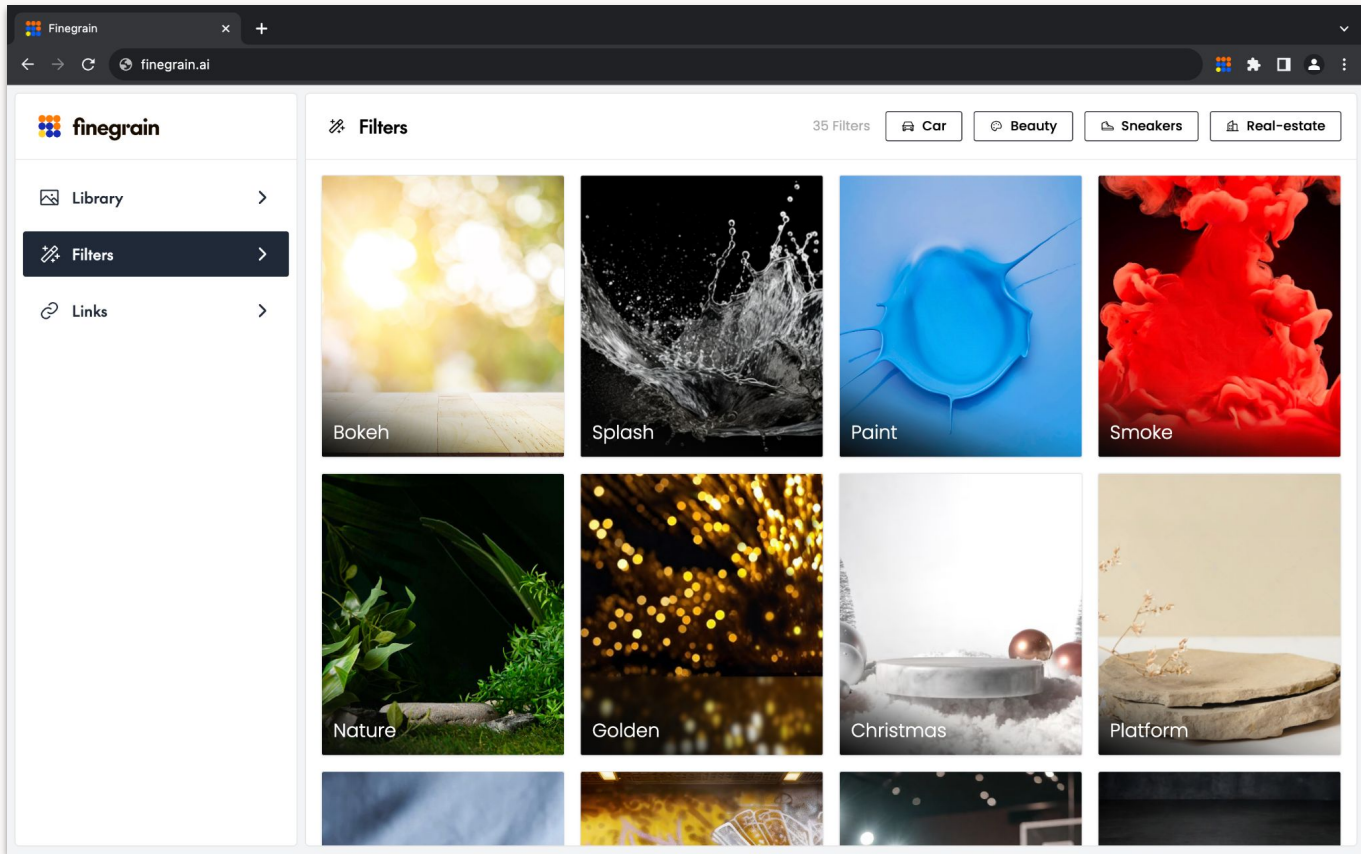 Finegrain
finegrain.ai
finegrain
Library
Filters
Links
Filters
35 Filters
Car
Beauty
Sneakers
Real-estate
Bokeh
Splash
Paint
Smoke
Nature
Golden
Christmas
Platform